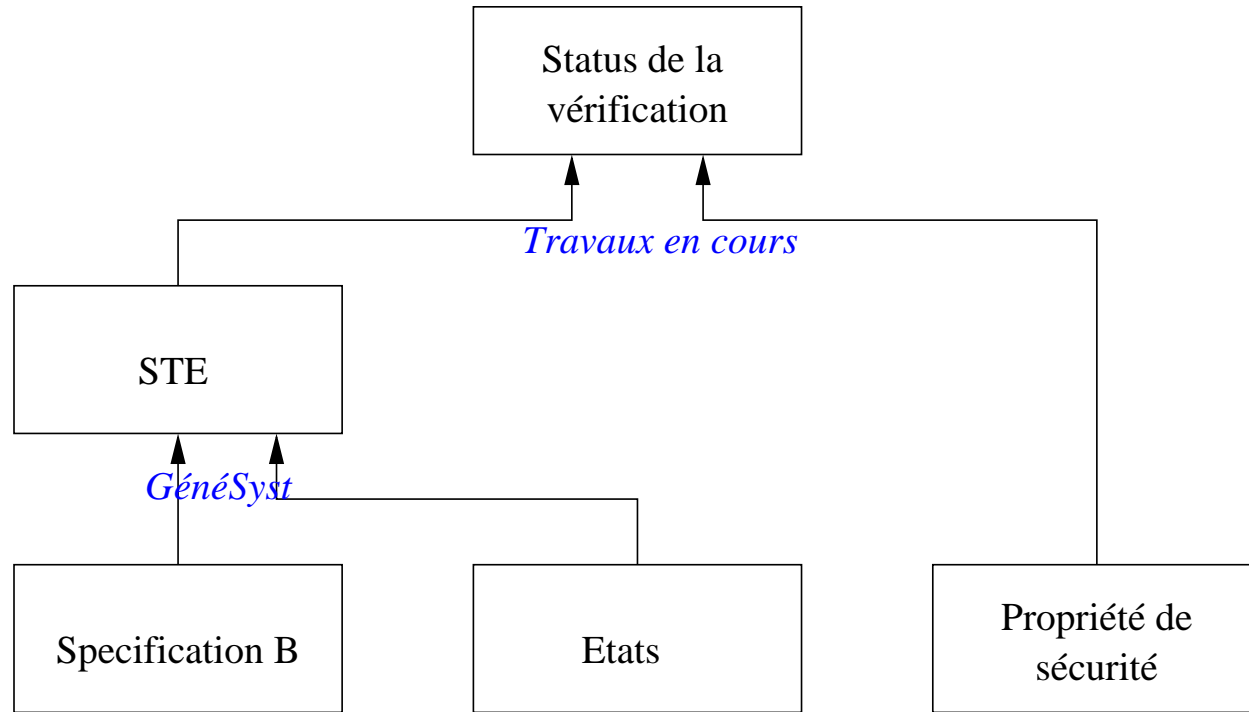 Status de la
vérification
Travaux en cours
STE
GénéSyst
Specification B
Etats
Propriété de
sécurité